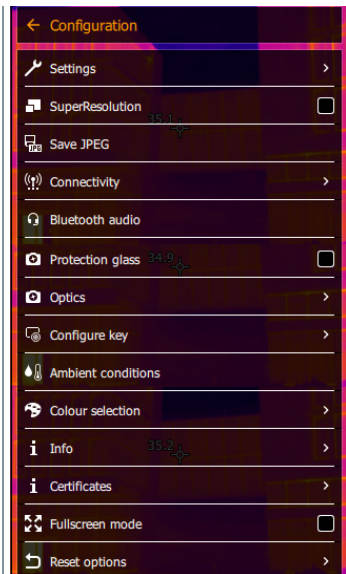 Configuration
Settings
SuperResolution
35.1
Save JPEG
Connectivity
Bluetooth audio
Protection glass 34.9
Optics
Configure key
Ambient conditions
Colour selection
Info 35.2
Certificates
Fullscreen mode
Reset options